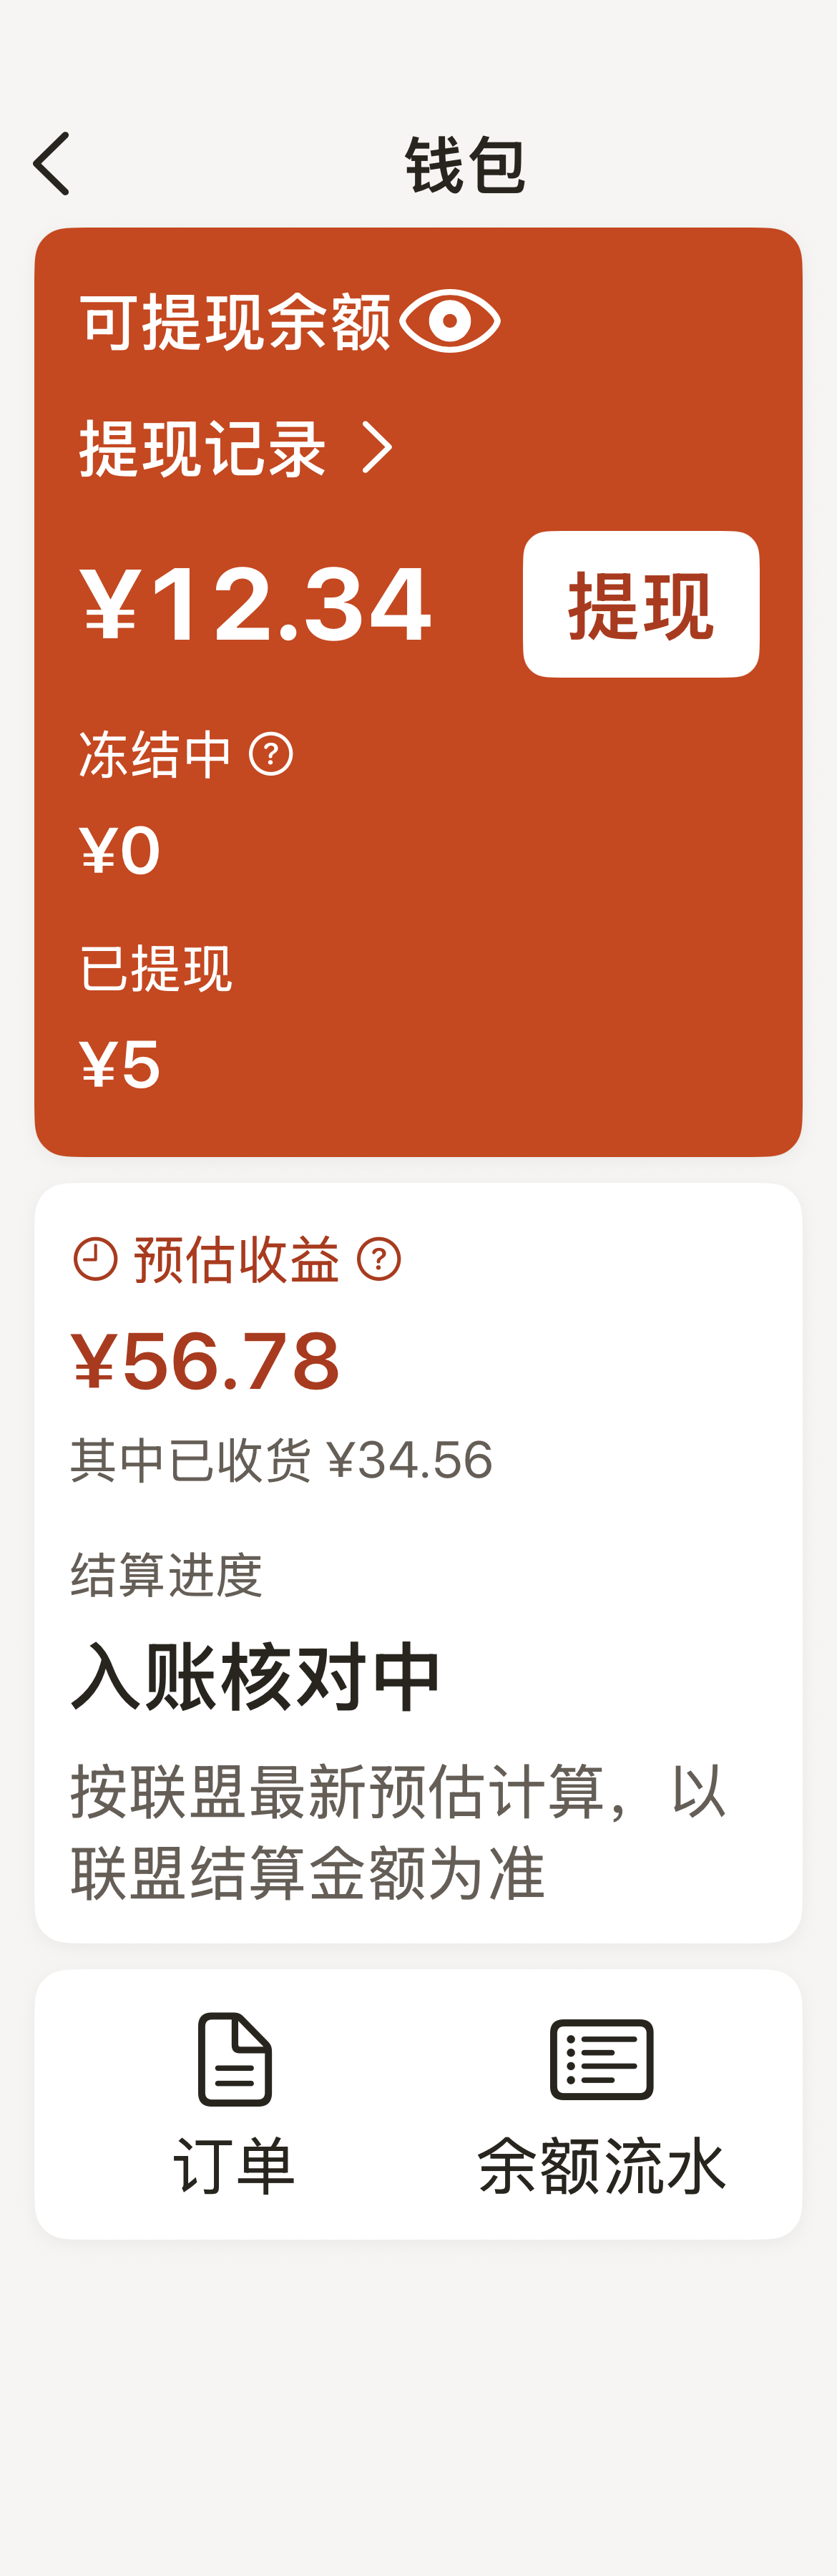 钱包
可提现余额
提现记录
¥12.34
提现
冻结中 ?
¥0
已提现
¥5
预估收益 ?
¥56.78
其中已收货 ¥34.56
结算进度
入账核对中
按联盟最新预估计算，以
联盟结算金额为准
订单
余额流水